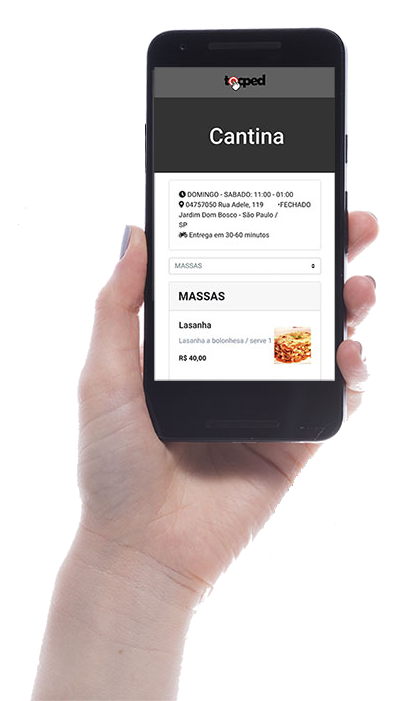 tocped
Cantina
DOMINGO - SABADO: 11:00 - 01:00
04757050 Rua Adele, 119 •FECHADO
Jardim Dom Bosco - São Paulo /
SP
Entrega em 30-60 minutos
MASSAS
MASSAS
Lasanha
Lasanha a bolonhesa / serve 1
R$ 40,00